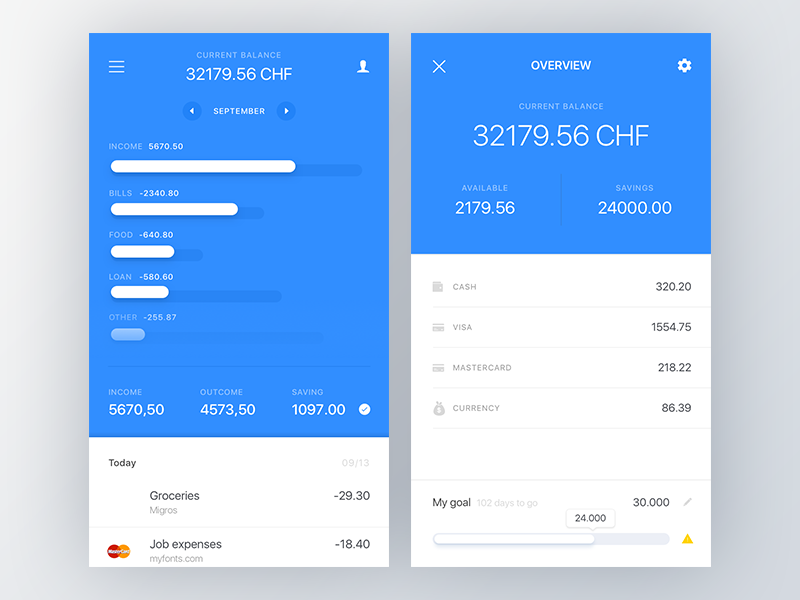 CURRENT BALANCE
32179.56 CHF
SEPTEMBER
INCOME 5670.50
BILLS -2340.80
FOOD -640.80
LOAN -580.60
OTHER -255.87
INCOME OUTCOME SAVING
5670,50 4573,50 1097.00
Today 09/13
Groceries -29.30
Migros
MasterCard
Job expenses -18.40
myfonts.com
OVERVIEW
CURRENT BALANCE
32179.56 CHF
AVAILABLE SAVINGS
2179.56 24000.00
CASH 320.20
VISA 1554.75
MASTERCARD 218.22
CURRENCY 86.39
My goal 102 days to go 30.000
24.000